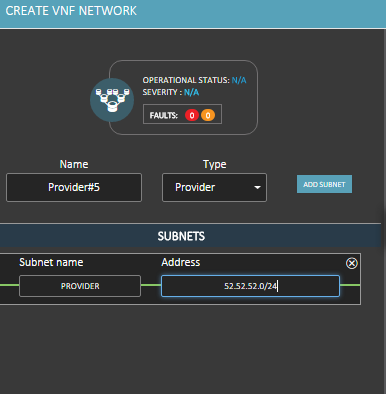 CREATE VNF NETWORK
OPERATIONAL STATUS: N/A
SEVERITY : N/A
FAULTS: 0 0
Name Type
Provider#5 Provider ADD SUBNET
SUBNETS
Subnet name Address
PROVIDER 52.52.52.0/24